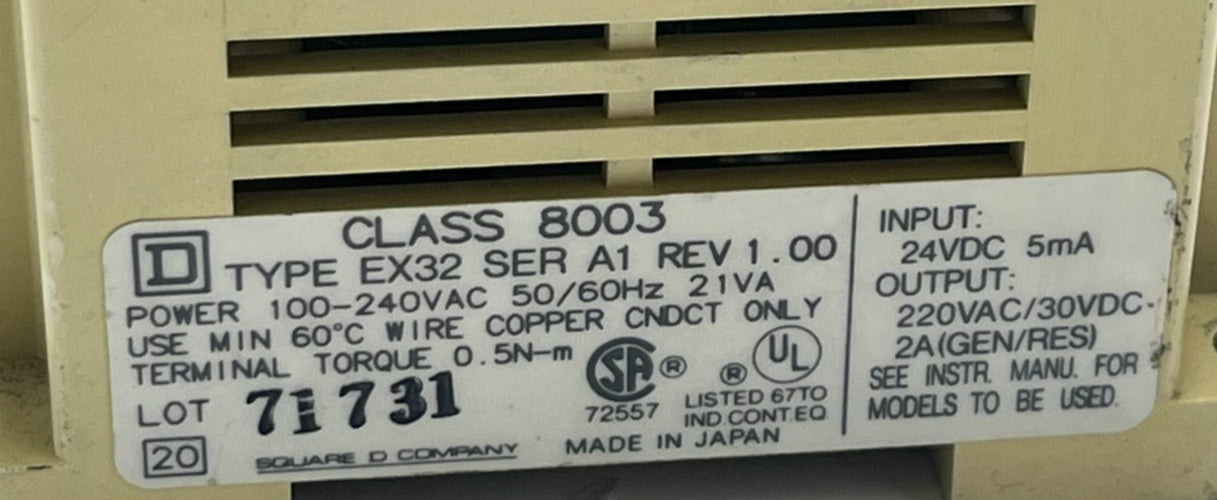 D
CLASS 8003
TYPE EX32 SER A1 REV 1.00
POWER 100-240VAC 50/60Hz 21VA
USE MIN 60°C WIRE COPPER CNDCT ONLY
TERMINAL TORQUE 0.5N-m
LOT 71731
20
SQUARE D COMPANY
SA ®
72557
® UL
LISTED 67TO
IND.CONT.EQ
MADE IN JAPAN
INPUT:
24VDC 5mA
OUTPUT:
220VAC/30VDC
2A(GEN/RES)
SEE INSTR. MANU. FOR
MODELS TO BE USED.